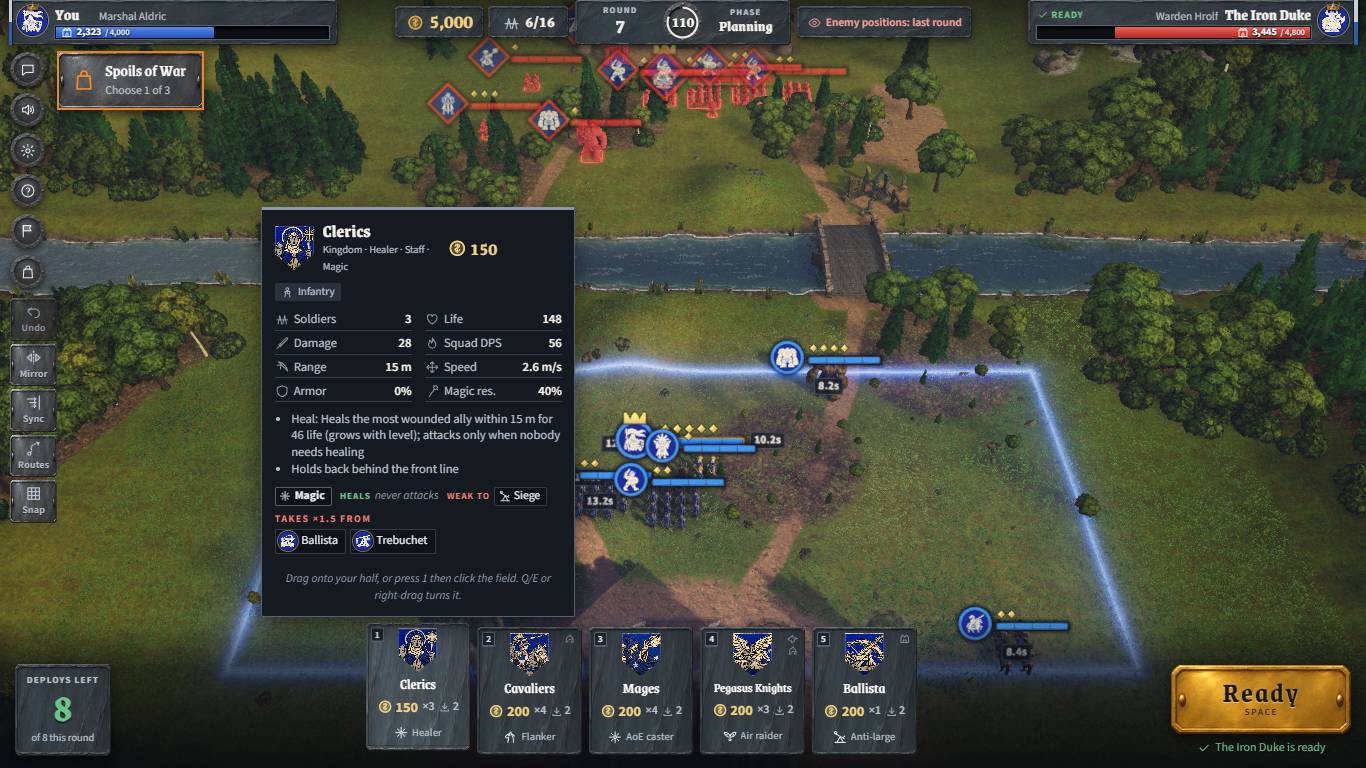 You Marshal Aldric
2,323 / 4,000
5,000
6/16
ROUND
7
110
PHASE
Planning
Enemy positions: last round
READY
Warden Hrolf The Iron Duke
3,445 / 4,800
Spoils of War
Choose 1 of 3
Undo
Mirror
Sync
Routes
Snap
Clerics
Kingdom · Healer · Staff ·
Magic
150
Infantry
Soldiers 3 Life 148
Damage 28 Squad DPS 56
Range 15 m Speed 2.6 m/s
Armor 0% Magic res. 40%
• Heal: Heals the most wounded ally within 15 m for
46 life (grows with level); attacks only when nobody
needs healing
• Holds back behind the front line
Magic HEALS never attacks WEAK TO Siege
TAKES ×1.5 FROM
Ballista Trebuchet
Drag onto your half, or press 1 then click the field. Q/E or
right-drag turns it.
8.2s
10.2s
13.2s
8.4s
DEPLOYS LEFT
8
of 8 this round
1
Clerics
150 ×3 2
Healer
2
Cavaliers
200 ×4 2
Flanker
3
Mages
200 ×4 2
AoE caster
4
Pegasus Knights
200 ×3 2
Air raider
5
Ballista
200 ×1 2
Anti-large
Ready
SPACE
The Iron Duke is ready